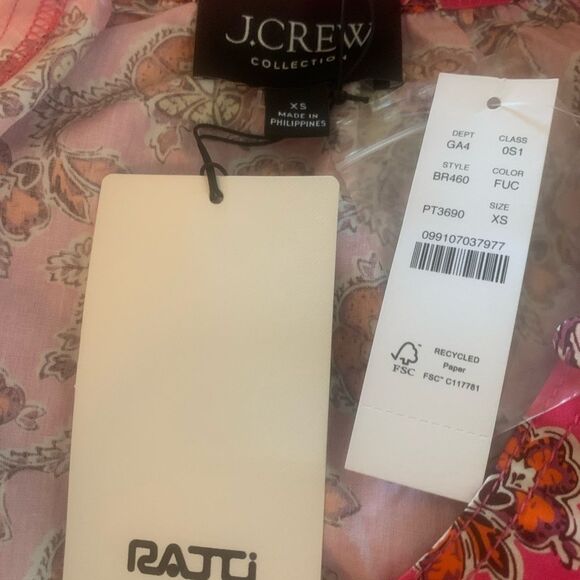 J.CREW
COLLECTION
XS
MADE IN
PHILIPPINES
DEPT CLASS
GA4 0S1
STYLE COLOR
BR460 FUC
SIZE
PT3690 XS
099107037977
FSC
RECYCLED
Paper
FSC™ C117781
RATTI